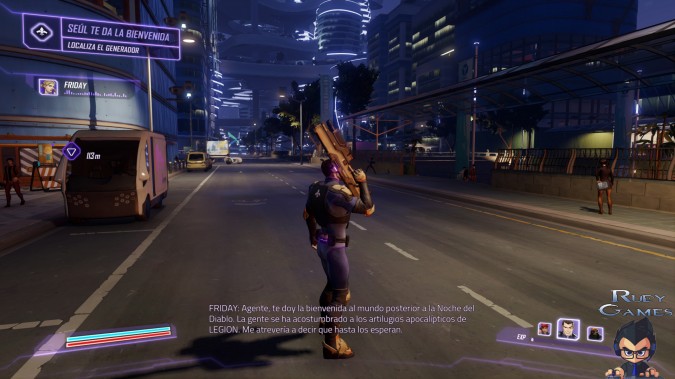 SEÚL TE DA LA BIENVENIDA
LOCALIZA EL GENERADOR
FRIDAY
113 m
FRIDAY: Agente, te doy la bienvenida al mundo posterior a la Noche del
Diablo. La gente se ha acostumbrado a los artilugios apocalípticos de
LEGION. Me atrevería a decir que hasta los esperan.
EXP
RUEY
GAMES